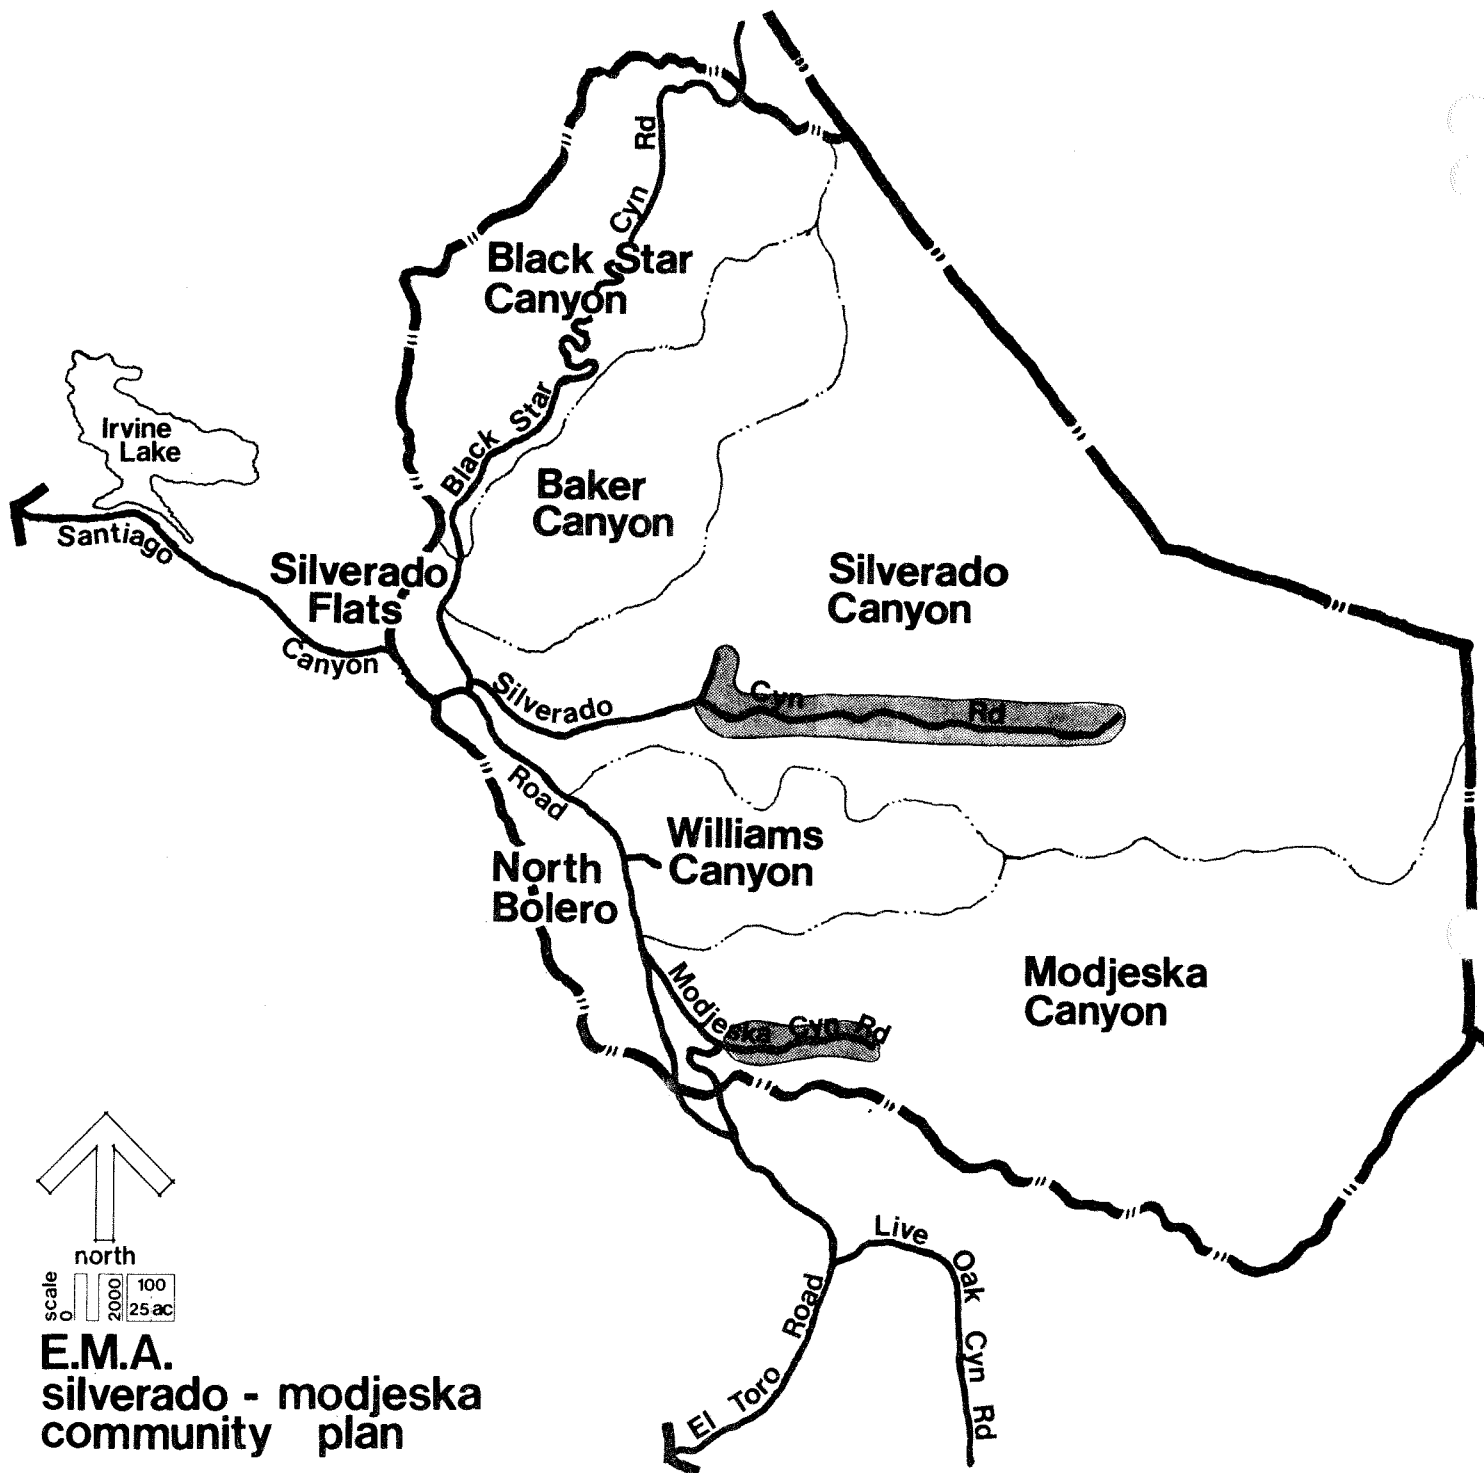 Black Star Cyn Rd
Black Star
Canyon
Irvine
Lake
Baker
Canyon
Santiago Canyon Road
Silverado
Flats
Silverado
Canyon
Silverado Cyn Rd
Williams
Canyon
North
Bolero
Modjeska
Canyon
Modjeska Cyn Rd
Live Oak Cyn Rd
El Toro Road
north
scale
0 2000
100
25 ac
E.M.A.
silverado - modjeska
community plan